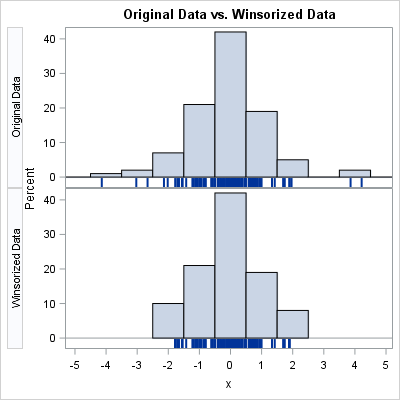 Original Data vs. Winsorized Data
Original Data
40
30
20
10
0
Percent
Winsorized Data
40
30
20
10
0
-5 -4 -3 -2 -1 0 1 2 3 4 5
x